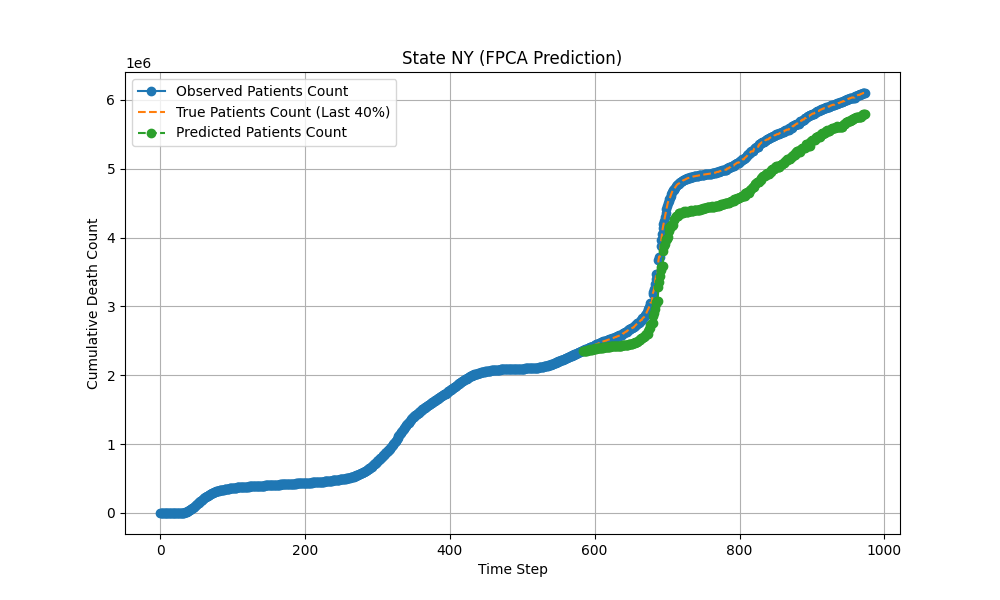 State NY (FPCA Prediction)
1e6
Observed Patients Count
True Patients Count (Last 40%)
Predicted Patients Count
6
5
4
3
2
1
0
Cumulative Death Count
0 200 400 600 800 1000
Time Step